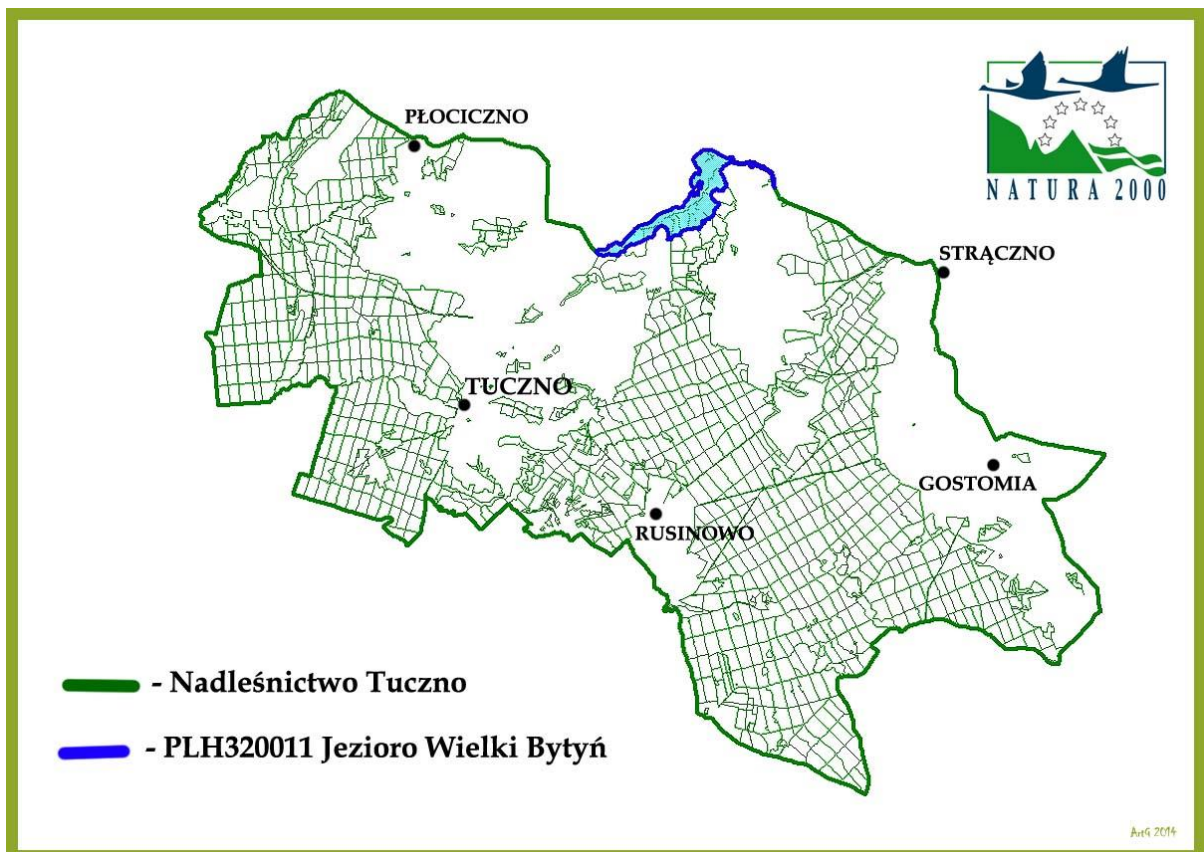 PŁOCICZNO
NATURA 2000
STRĄCZNO
TUCZNO
GOSTOMIA
RUSINOWO
- Nadleśnictwo Tuczno
- PLH320011 Jezioro Wielki Bytyń
ArtG 2014